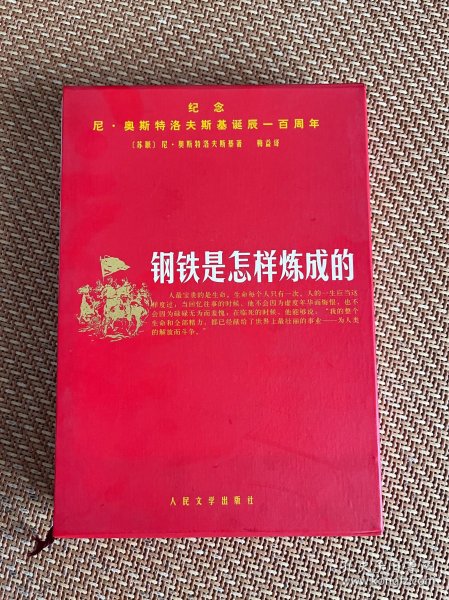 纪念
尼·奥斯特洛夫斯基诞辰一百周年
〔苏联〕尼·奥斯特洛夫斯基著 梅益译
钢铁是怎样炼成的
人最宝贵的是生命。生命每个人只有一次。人的一生应当这
样度过：当回忆往事的时候，他不会因为虚度年华而悔恨，也不
会因为碌碌无为而羞愧；在临死的时候，他能够说："我的整个
生命和全部精力，都已经献给了世界上最壮丽的事业——为人类
的解放而斗争。"
人民文学出版社